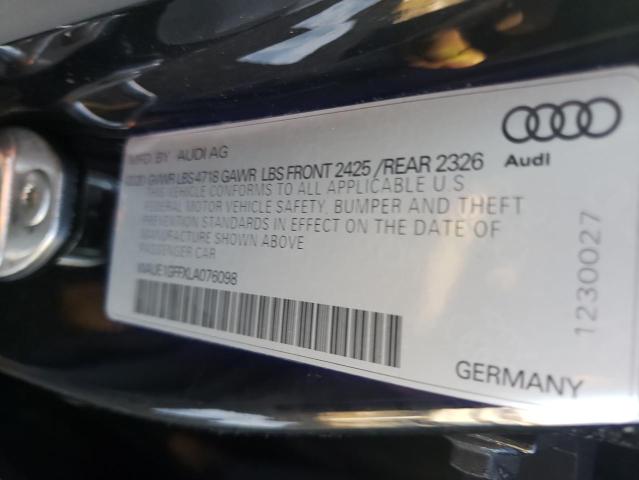 MFD. BY AUDI AG
GVWR LBS 4718 GAWR LBS FRONT 2425 /REAR 2326
THIS VEHICLE CONFORMS TO ALL APPLICABLE U.S
FEDERAL MOTOR VEHICLE SAFETY, BUMPER AND THEFT
PREVENTION STANDARDS IN EFFECT ON THE DATE OF
MANUFACTURE SHOWN ABOVE
PASSENGER CAR
WAUE1GFFXLA076098
Audi
1230027
GERMANY